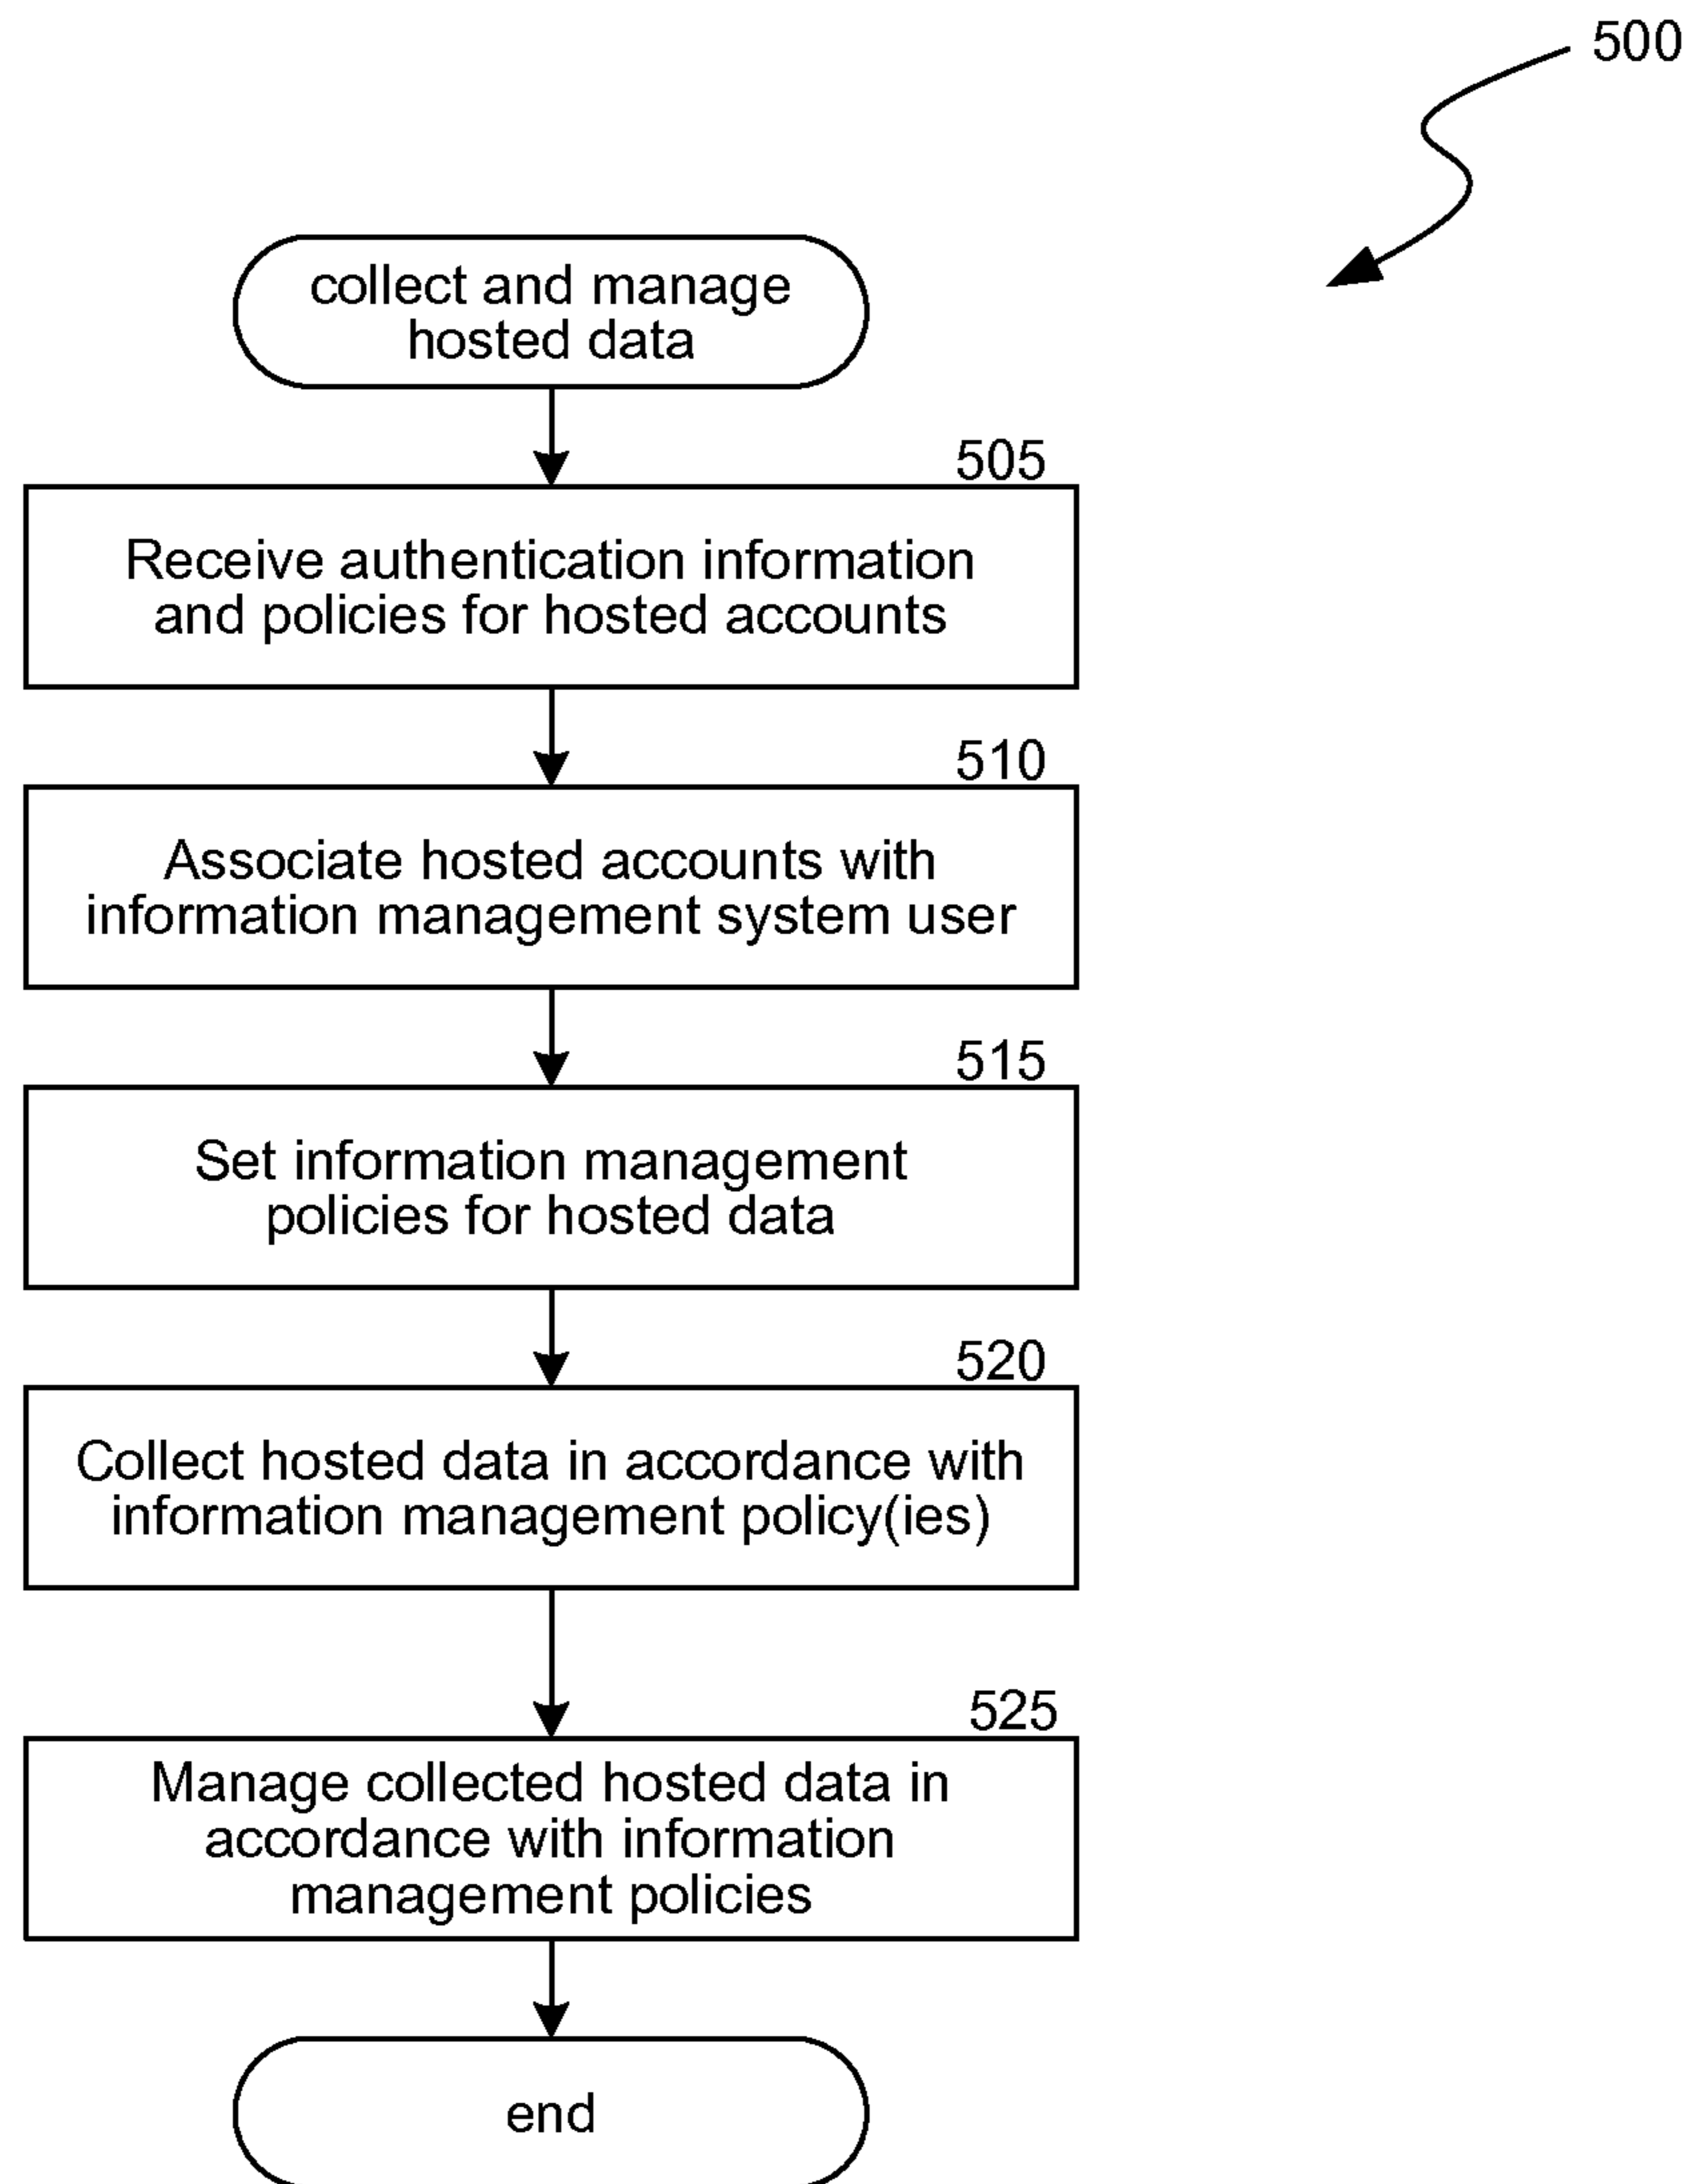 500
collect and manage
hosted data
505
Receive authentication information
and policies for hosted accounts
510
Associate hosted accounts with
information management system user
515
Set information management
policies for hosted data
520
Collect hosted data in accordance with
information management policy(ies)
525
Manage collected hosted data in
accordance with information
management policies
end